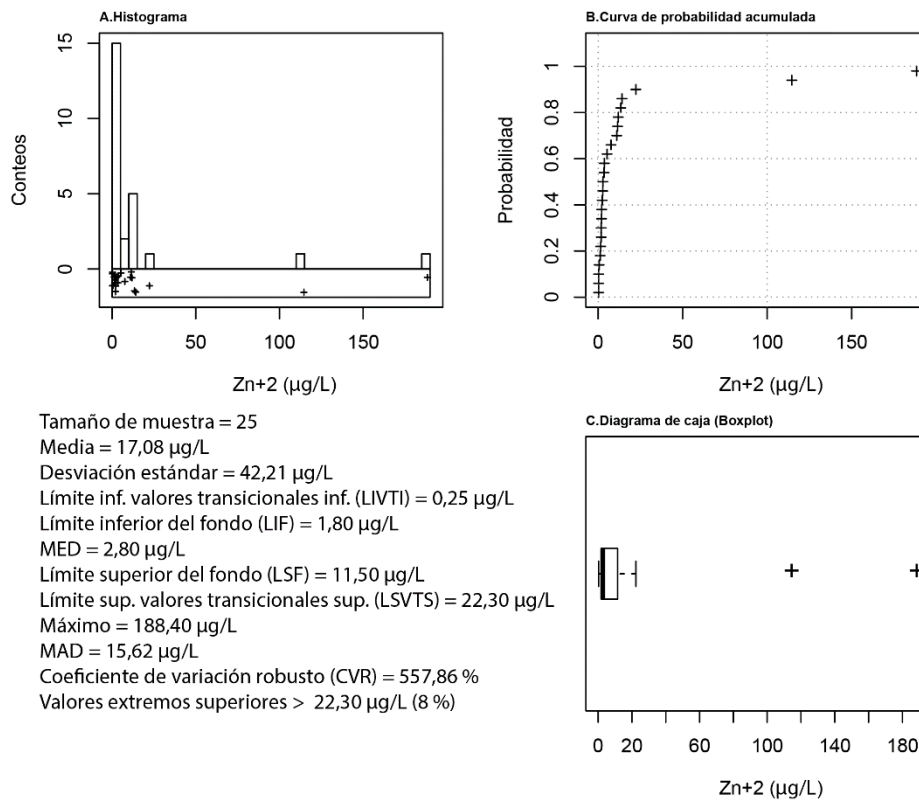 A.Histograma
15
10
5
0
Conteos
0
50
100
150
Zn+2 (µg/L)
B.Curva de probabilidad acumulada
1
0.8
0.6
0.4
0.2
0
Probabilidad
0
50
100
150
Zn+2 (µg/L)
Tamaño de muestra = 25
Media = 17,08 µg/L
Desviación estándar = 42,21 µg/L
Límite inf. valores transicionales inf. (LIVTI) = 0,25 µg/L
Límite inferior del fondo (LIF) = 1,80 µg/L
MED = 2,80 µg/L
Límite superior del fondo (LSF) = 11,50 µg/L
Límite sup. valores transicionales sup. (LSVTS) = 22,30 µg/L
Máximo = 188,40 µg/L
MAD = 15,62 µg/L
Coeficiente de variación robusto (CVR) = 557,86 %
Valores extremos superiores > 22,30 µg/L (8 %)
C.Diagrama de caja (Boxplot)
0 20 60 100 140 180
Zn+2 (µg/L)